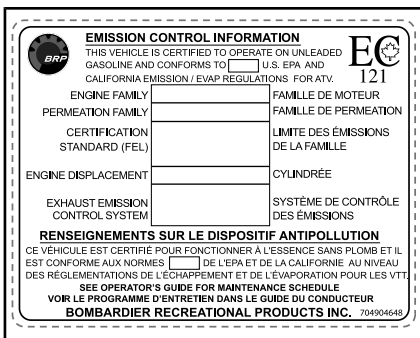 EMISSION CONTROL INFORMATION
BRP
THIS VEHICLE IS CERTIFIED TO OPERATE ON UNLEADED
GASOLINE AND CONFORMS TO U.S. EPA AND
CALIFORNIA EMISSION / EVAP REGULATIONS FOR ATV.
EC
121
ENGINE FAMILY FAMILLE DE MOTEUR
PERMEATION FAMILY FAMILLE DE PERMEATION
CERTIFICATION LIMITE DES ÉMISSIONS
STANDARD (FEL) DE LA FAMILLE
ENGINE DISPLACEMENT CYLINDRÉE
EXHAUST EMISSION SYSTÈME DE CONTRÔLE
CONTROL SYSTEM DES ÉMISSIONS
RENSEIGNEMENTS SUR LE DISPOSITIF ANTIPOLLUTION
CE VÉHICULE EST CERTIFIÉ POUR FONCTIONNER À L'ESSENCE SANS PLOMB ET IL
EST CONFORME AUX NORMES DE L'EPA ET DE LA CALIFORNIE AU NIVEAU
DES RÉGLEMENTATIONS DE L'ÉCHAPPEMENT ET DE L'ÉVAPORATION POUR LES VTT.
SEE OPERATOR'S GUIDE FOR MAINTENANCE SCHEDULE
VOIR LE PROGRAMME D'ENTRETIEN DANS LE GUIDE DU CONDUCTEUR
BOMBARDIER RECREATIONAL PRODUCTS INC. 704904648